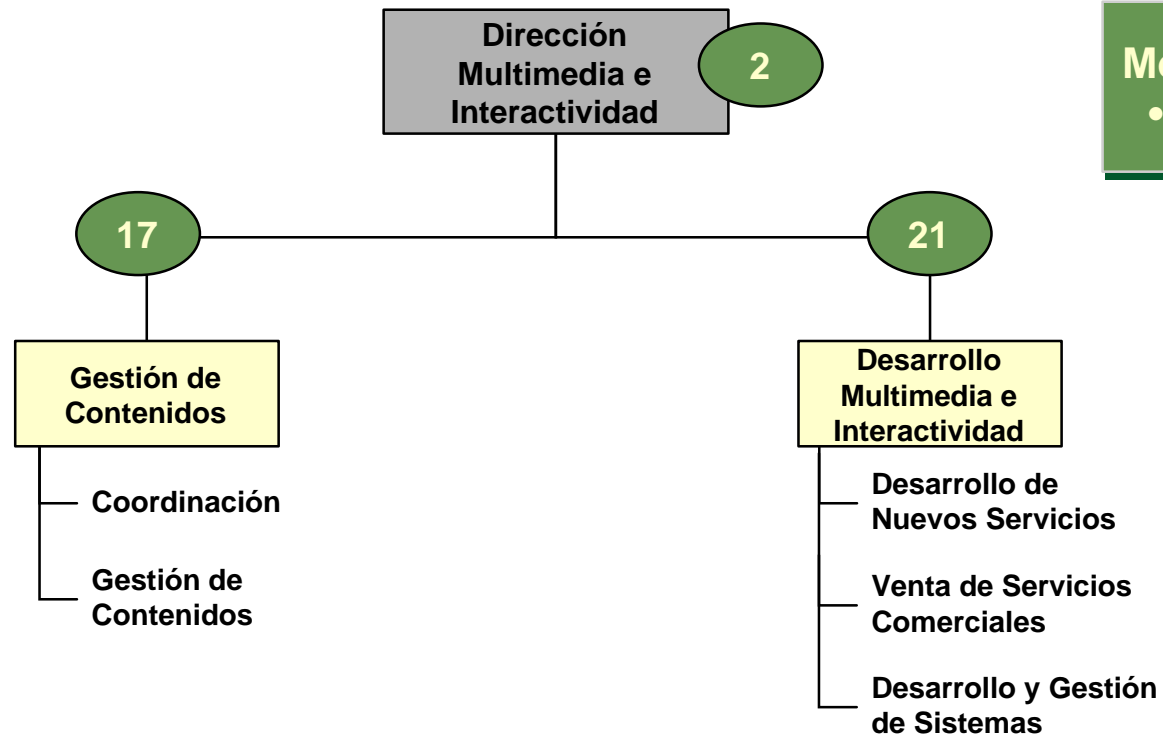 Dirección
Multimedia e
Interactividad
2
17
21
Gestión de
Contenidos
Desarrollo
Multimedia e
Interactividad
Coordinación
Gestión de
Contenidos
Desarrollo de
Nuevos Servicios
Venta de Servicios
Comerciales
Desarrollo y Gestión
de Sistemas